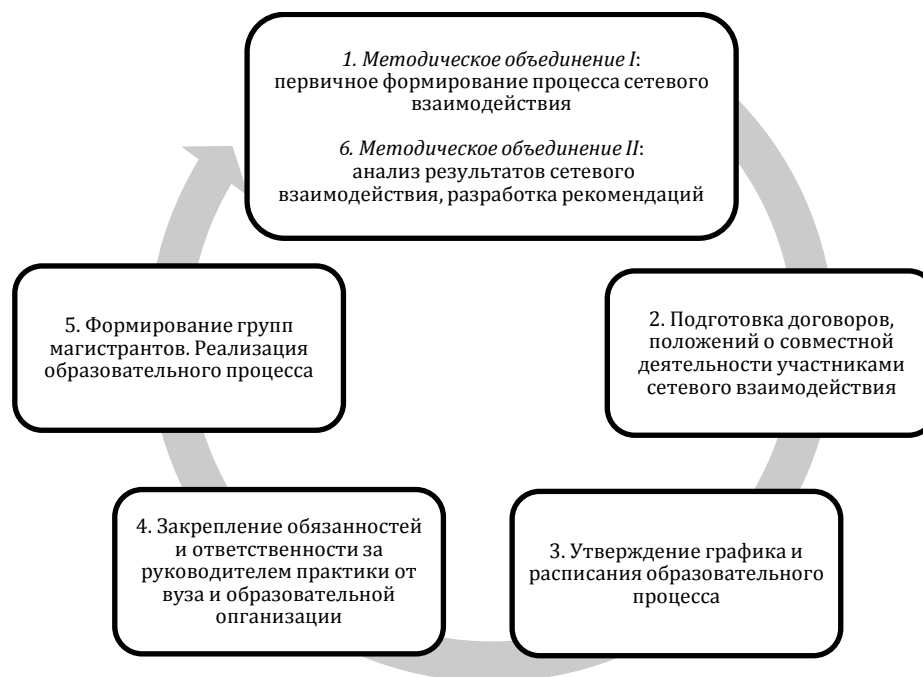 1. Методическое объединение I:
первичное формирование процесса сетевого
взаимодействия
6. Методическое объединение II:
анализ результатов сетевого
взаимодействия, разработка рекомендаций
2. Подготовка договоров,
положений о совместной
деятельности участниками
сетевого взаимодействия
3. Утверждение графика и
расписания образовательного
процесса
4. Закрепление обязанностей
и ответственности за
руководителем практики от
вуза и образовательной
опганизации
5. Формирование групп
магистрантов. Реализация
образовательного процесса